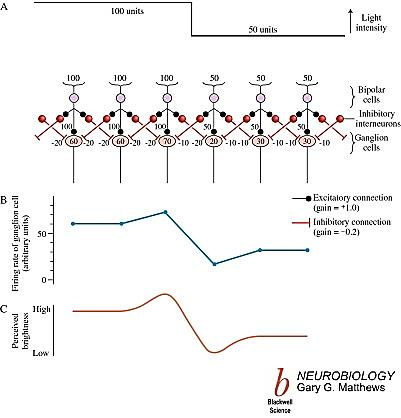 A
100 units
50 units
Light
intensity
100 100 100 50 50 50
Bipolar
cells
Inhibitory
interneurons
100 100 100 50 50 50
Ganglion
cells
-20 60 -20 -20 60 -20 -20 70 -10 -20 20 -10 -10 30 -10 -10 30 -10
B
Firing rate of ganglion cell
(arbitrary units)
50
0
Excitatory connection
(gain = +1.0)
Inhibitory connection
(gain = −0.2)
C
Perceived
brightness
High
Low
b
Blackwell
Science
NEUROBIOLOGY
Gary G. Matthews